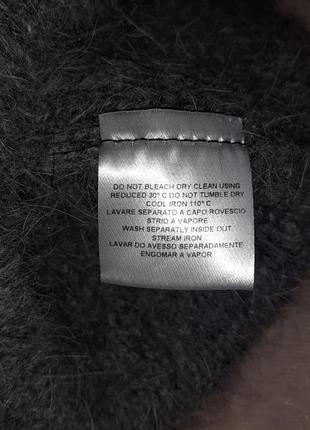 DO NOT BLEACH DRY CLEAN USING
REDUCED 30° C DO NOT TUMBLE DRY
COOL IRON 110° C
LAVARE SEPARATO A CAPO ROVESCIO
STRIO A VAPORE
WASH SEPARATLY INSIDE OUT
STREAM IRON
LAVAR DO AVESSO SEPARADAMENTE
ENGOMAR A VAPOR